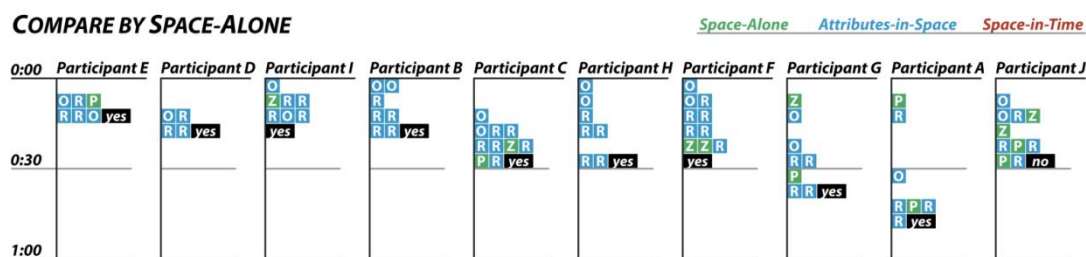 COMPARE BY SPACE-ALONE
Space-Alone Attributes-in-Space Space-in-Time
0:00
0:30
1:00
Participant E
O R P
R R O yes
Participant D
O R
R R yes
Participant I
O
Z R R
R O R
yes
Participant B
O O
R
R R
R R yes
Participant C
O
O R R
R R Z R
P R yes
Participant H
O
O
R
R R
R R yes
Participant F
O
O R
R R
R R
Z Z R
yes
Participant G
Z
O
O
R R
P
R R yes
Participant A
P
R
O
R P R
R yes
Participant J
O
O R Z
Z
R P R
P R no